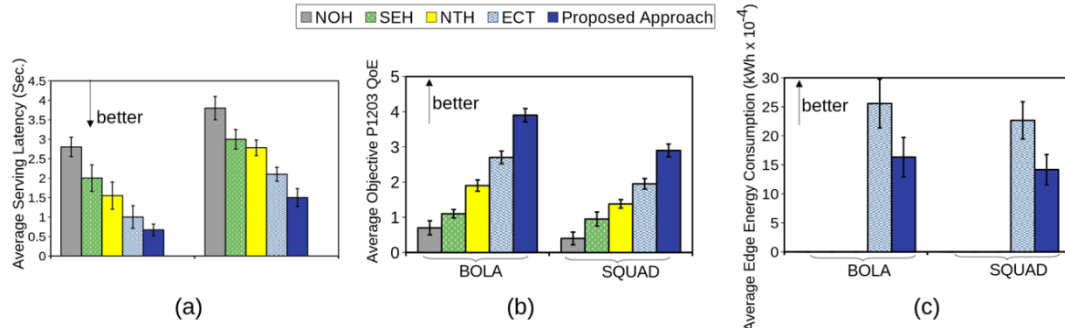 NOH SEH NTH ECT Proposed Approach
Average Serving Latency (Sec.)
4.5
4
3.5
3
2.5
2
1.5
1
0.5
0
better
(a)
Average Objective P1203 QoE
5
4
3
2
1
0
better
BOLA SQUAD
(b)
Average Edge Energy Consumption (kWh x 10^-4)
30
25
20
15
10
5
0
better
BOLA SQUAD
(c)